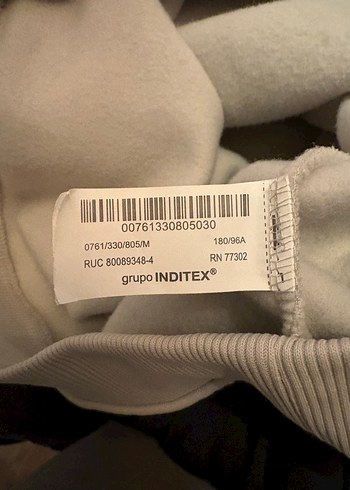 00761330805030
0761/330/805/M 180/96A
RUC 80089348-4 RN 77302
grupo INDITEX®